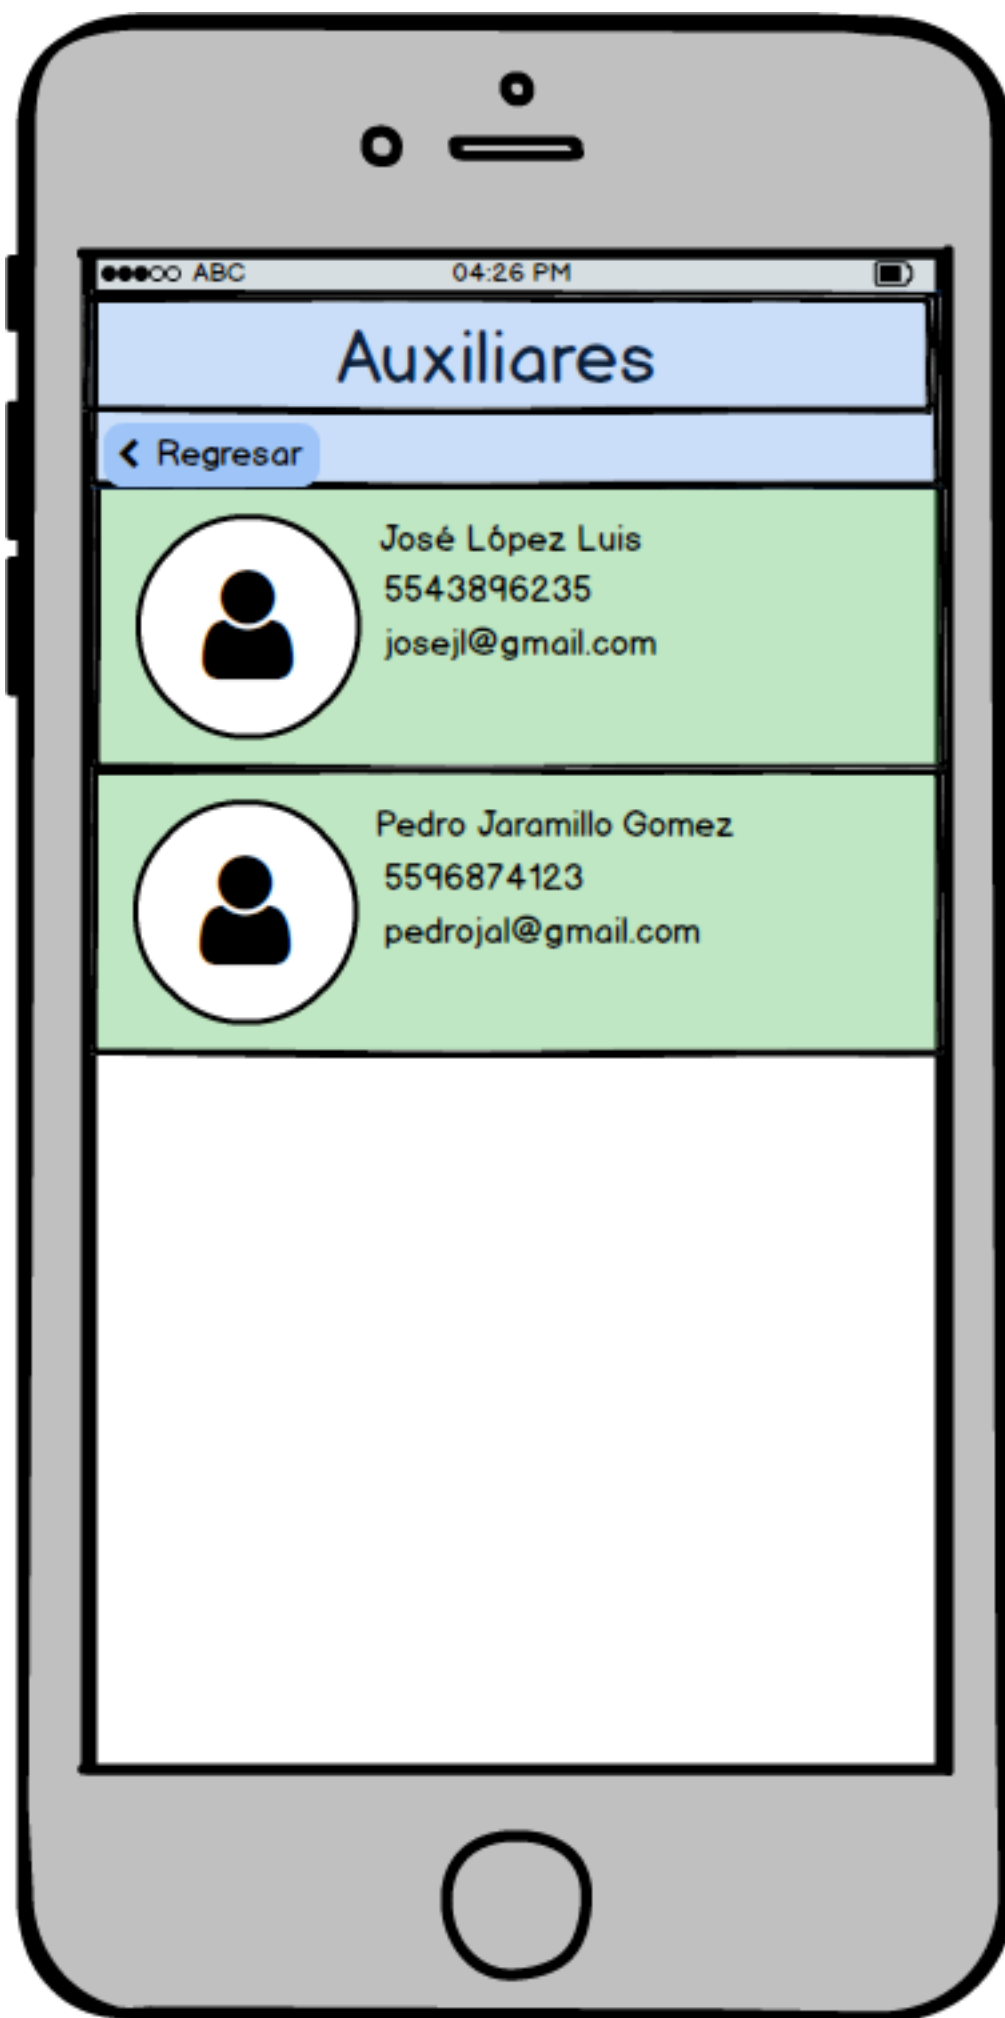 ABC 04:26 PM
Auxiliares
Regresar
José López Luis
5543896235
josejl@gmail.com
Pedro Jaramillo Gomez
5596874123
pedrojal@gmail.com